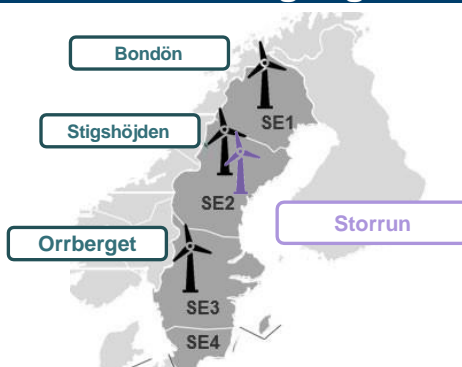 Bondön
SE1
Stigshöjden
SE2
Storrun
Orrberget
SE3
SE4